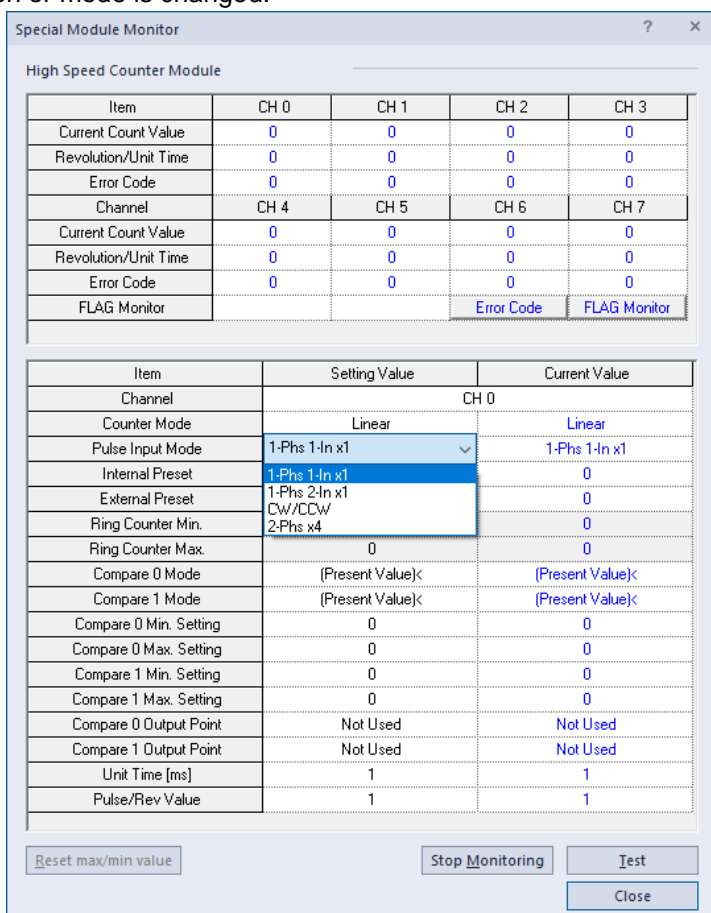 on or mode is changed.
Special Module Monitor ? ×
High Speed Counter Module
Item CH 0 CH 1 CH 2 CH 3
Current Count Value 0 0 0 0
Revolution/Unit Time 0 0 0 0
Error Code 0 0 0 0
Channel CH 4 CH 5 CH 6 CH 7
Current Count Value 0 0 0 0
Revolution/Unit Time 0 0 0 0
Error Code 0 0 0 0
FLAG Monitor Error Code FLAG Monitor
Item Setting Value Current Value
Channel CH 0
Counter Mode Linear Linear
Pulse Input Mode 1-Phs 1-In x1 1-Phs 1-In x1
Internal Preset 1-Phs 1-In x1 0
External Preset 1-Phs 2-In x1 0
CW/CCW
Ring Counter Min. 2-Phs x4 0
Ring Counter Max. 0 0
Compare 0 Mode (Present Value)< (Present Value)<
Compare 1 Mode (Present Value)< (Present Value)<
Compare 0 Min. Setting 0 0
Compare 0 Max. Setting 0 0
Compare 1 Min. Setting 0 0
Compare 1 Max. Setting 0 0
Compare 0 Output Point Not Used Not Used
Compare 1 Output Point Not Used Not Used
Unit Time [ms] 1 1
Pulse/Rev Value 1 1
Reset max/min value Stop Monitoring Test
Close